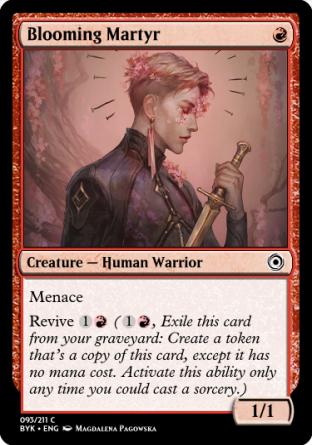 Blooming Martyr
Creature — Human Warrior
Menace
Revive 1 ( 1 , Exile this card
from your graveyard: Create a token
that's a copy of this card, except it has
no mana cost. Activate this ability only
any time you could cast a sorcery.)
1/1
093/211 C
BYK • ENG Magdalena Pagowska